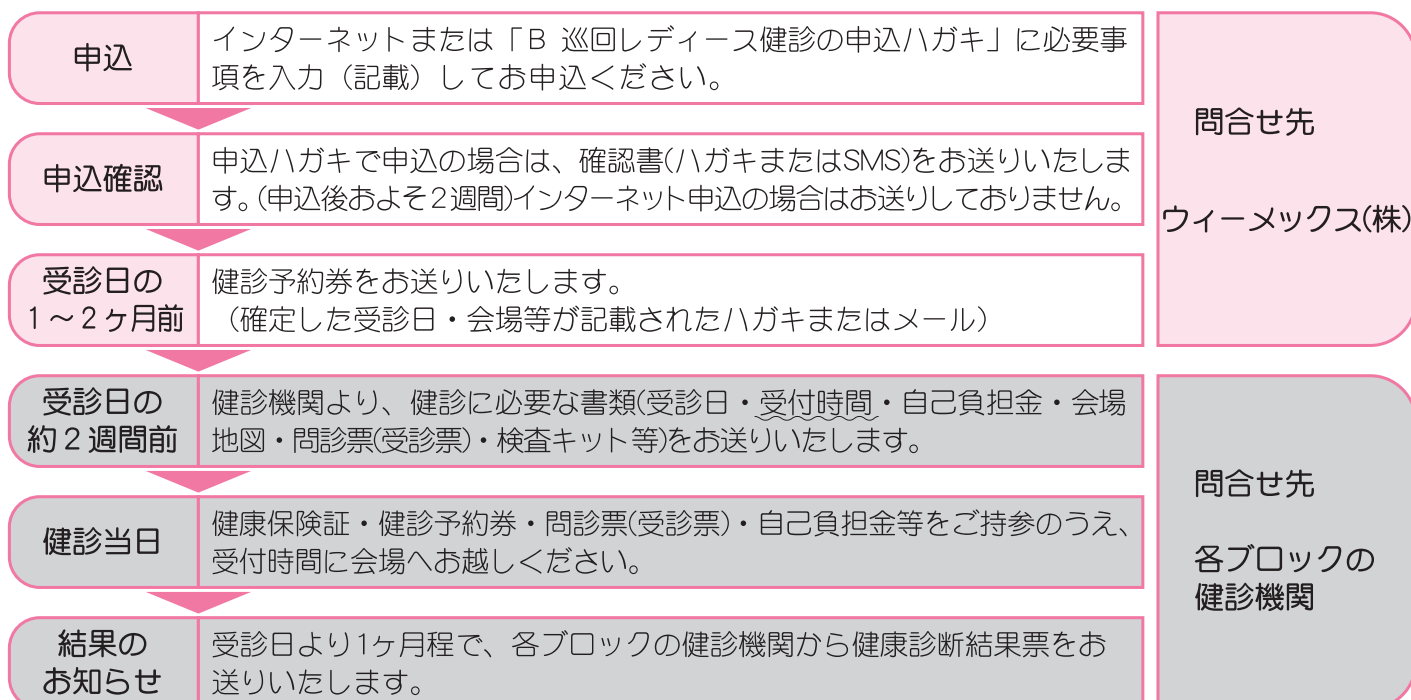 申込
インターネットまたは「B 巡回レディース健診の申込ハガキ」に必要事
項を入力（記載）してお申込ください。
申込確認
申込ハガキで申込の場合は、確認書(ハガキまたはSMS)をお送りいたしま
す。(申込後およそ2週間)インターネット申込の場合はお送りしておりません。
受診日の
1～2ヶ月前
健診予約券をお送りいたします。
（確定した受診日・会場等が記載されたハガキまたはメール）
問合せ先
ウィーメックス(株)
受診日の
約2週間前
健診機関より、健診に必要な書類(受診日・受付時間・自己負担金・会場
地図・問診票(受診票)・検査キット等)をお送りいたします。
健診当日
健康保険証・健診予約券・問診票(受診票)・自己負担金等をご持参のうえ、
受付時間に会場へお越しください。
結果の
お知らせ
受診日より1ヶ月程で、各ブロックの健診機関から健康診断結果票をお
送りいたします。
問合せ先
各ブロックの
健診機関